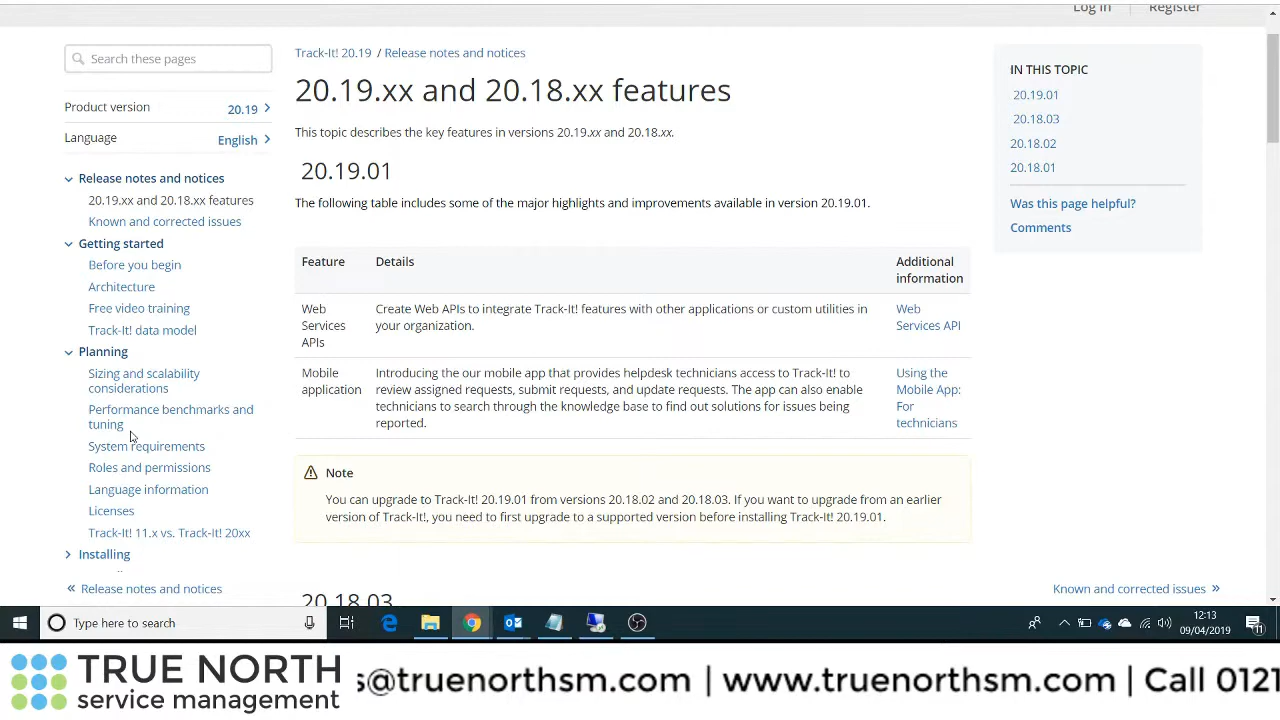 Log in
Register
Search these pages
Product version
20.19
Language
English
Release notes and notices
20.19.xx and 20.18.xx features
Known and corrected issues
Getting started
Before you begin
Architecture
Free video training
Track-It! data model
Planning
Sizing and scalability
considerations
Performance benchmarks and
tuning
System requirements
Roles and permissions
Language information
Licenses
Track-It! 11.x vs. Track-It! 20xx
Installing
« Release notes and notices
Track-It! 20.19 / Release notes and notices
20.19.xx and 20.18.xx features
This topic describes the key features in versions 20.19.xx and 20.18.xx.
20.19.01
The following table includes some of the major highlights and improvements available in version 20.19.01.
Feature
Details
Additional
information
Web
Services
APIs
Create Web APIs to integrate Track-It! features with other applications or custom utilities in
your organization.
Web
Services API
Mobile
application
Introducing the our mobile app that provides helpdesk technicians access to Track-It! to
review assigned requests, submit requests, and update requests. The app can also enable
technicians to search through the knowledge base to find out solutions for issues being
reported.
Using the
Mobile App:
For
technicians
Note
You can upgrade to Track-It! 20.19.01 from versions 20.18.02 and 20.18.03. If you want to upgrade from an earlier
version of Track-It!, you need to first upgrade to a supported version before installing Track-It! 20.19.01.
20.18.03
Known and corrected issues »
IN THIS TOPIC
20.19.01
20.18.03
20.18.02
20.18.01
Was this page helpful?
Comments
Type here to search
12:13
09/04/2019
11
TRUE NORTH
service management
s@truenorthsm.com | www.truenorthsm.com | Call 0121